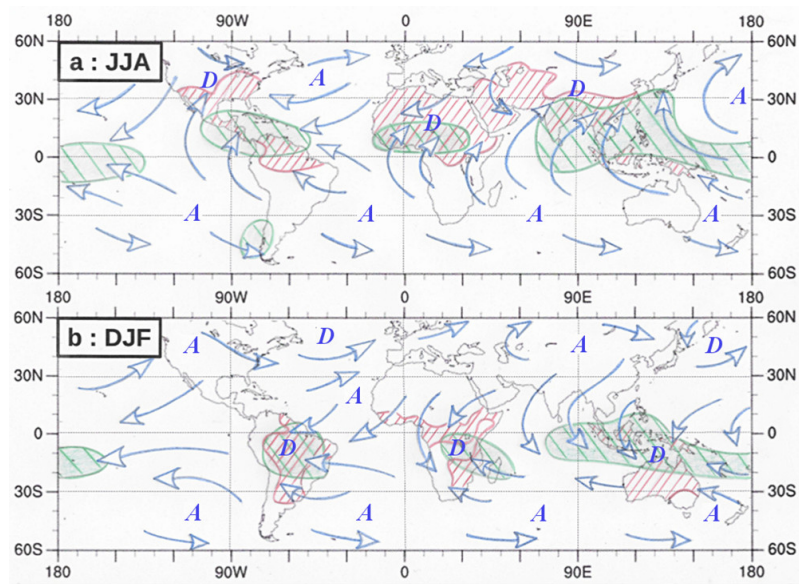 180 90W 0 90E 180
60N 60N
a : JJA
D A D A
30N 30N
D
0 0
30S A A A A 30S
60S 60S
180 90W 0 90E 180
60N 60N
b : DJF
A D A D
30N A 30N
0 0
D D D
30S 30S
A A A A
60S 60S
180 90W 0 90E 180